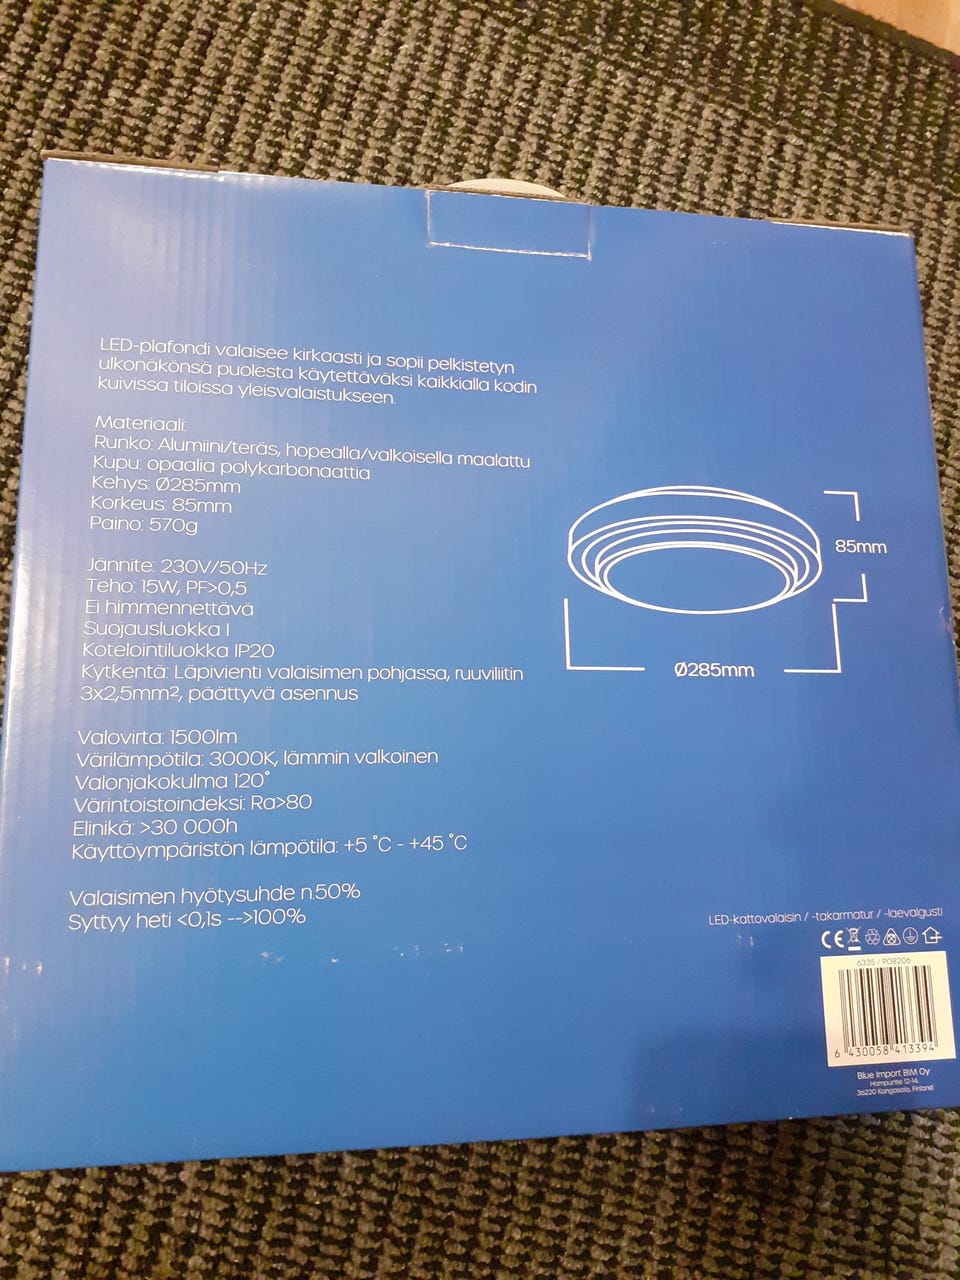 LED-plafondi valaisee kirkaasti ja sopii pelkistetyn
ulkonäkönsä puolesta käytettäväksi kaikkialla kodin
kuivissa tiloissa yleisvalaistukseen.
Materiaali:
Runko: Alumiini/teräs, hopealla/valkoisella maalattu
Kupu: opaalia polykarbonaattia
Kehys: Ø285mm
Korkeus: 85mm
Paino: 570g
Jännite: 230V/50Hz
Teho: 15W, PF>0,5
Ei himmennettävä
Suojausluokka I
Kotelointiluokka IP20
Kytkentä: Läpivienti valaisimen pohjassa, ruuviliitin
3x2,5mm², päättyvä asennus
Valovirta: 1500lm
Värilämpötila: 3000K, lämmin valkoinen
Valonjakokulma 120°
Värintoistoindeksi: Ra>80
Elinikä: >30 000h
Käyttöympäristön lämpötila: +5 °C - +45 °C
Valaisimen hyötysuhde n.50%
Syttyy heti <0,1s -->100%
85mm
Ø285mm
LED-kattovalaisin / -takarmatur / -laevalgusti
CE
6335 / PO8206
6 430058 413394
Blue Import BIM Oy
Hampuntie 12-14,
36220 Kangasala, Finland